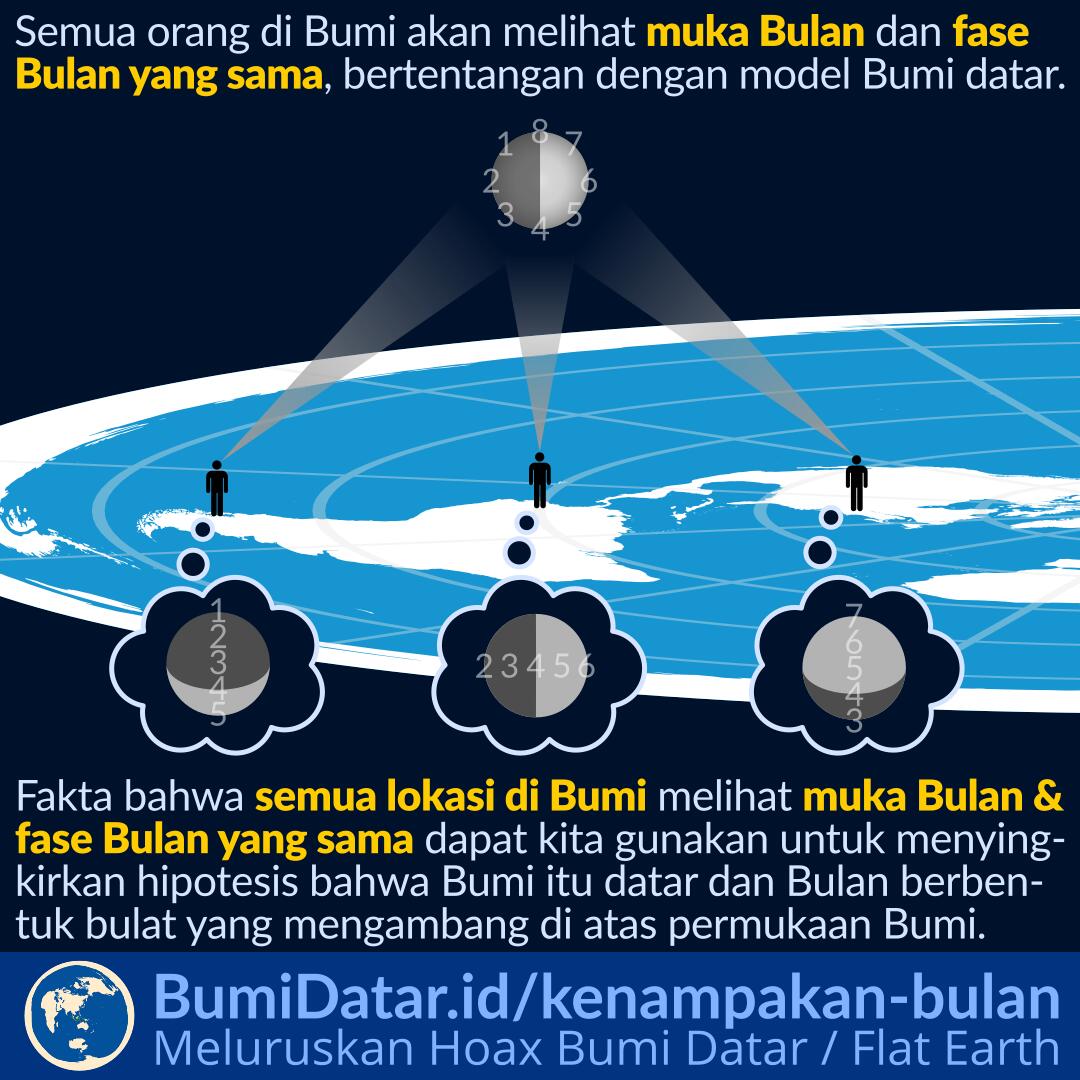 Semua orang di Bumi akan melihat muka Bulan dan fase
Bulan yang sama, bertentangan dengan model Bumi datar.
8
1 7
2 6
3 5
4
1
2
3
4
5
2 3 4 5 6
7
6
5
4
3
Fakta bahwa semua lokasi di Bumi melihat muka Bulan &
fase Bulan yang sama dapat kita gunakan untuk menying-
kirkan hipotesis bahwa Bumi itu datar dan Bulan berben-
tuk bulat yang mengambang di atas permukaan Bumi.
BumiDatar.id/kenampakan-bulan
Meluruskan Hoax Bumi Datar / Flat Earth